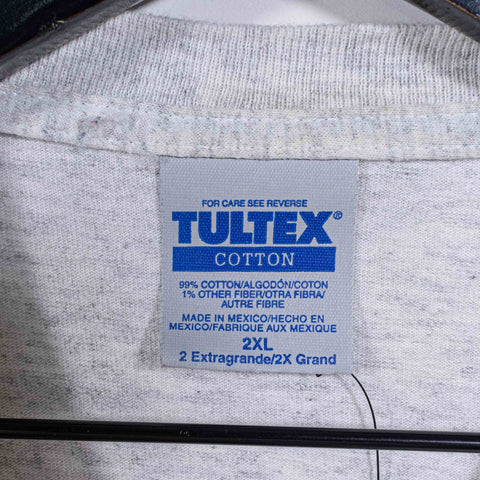 FOR CARE SEE REVERSE
TULTEX®
COTTON
99% COTTON/ALGODÓN/COTON
1% OTHER FIBER/OTRA FIBRA/
AUTRE FIBRE
MADE IN MEXICO/HECHO EN
MEXICO/FABRIQUE AUX MEXIQUE
2XL
2 Extragrande/2X Grand